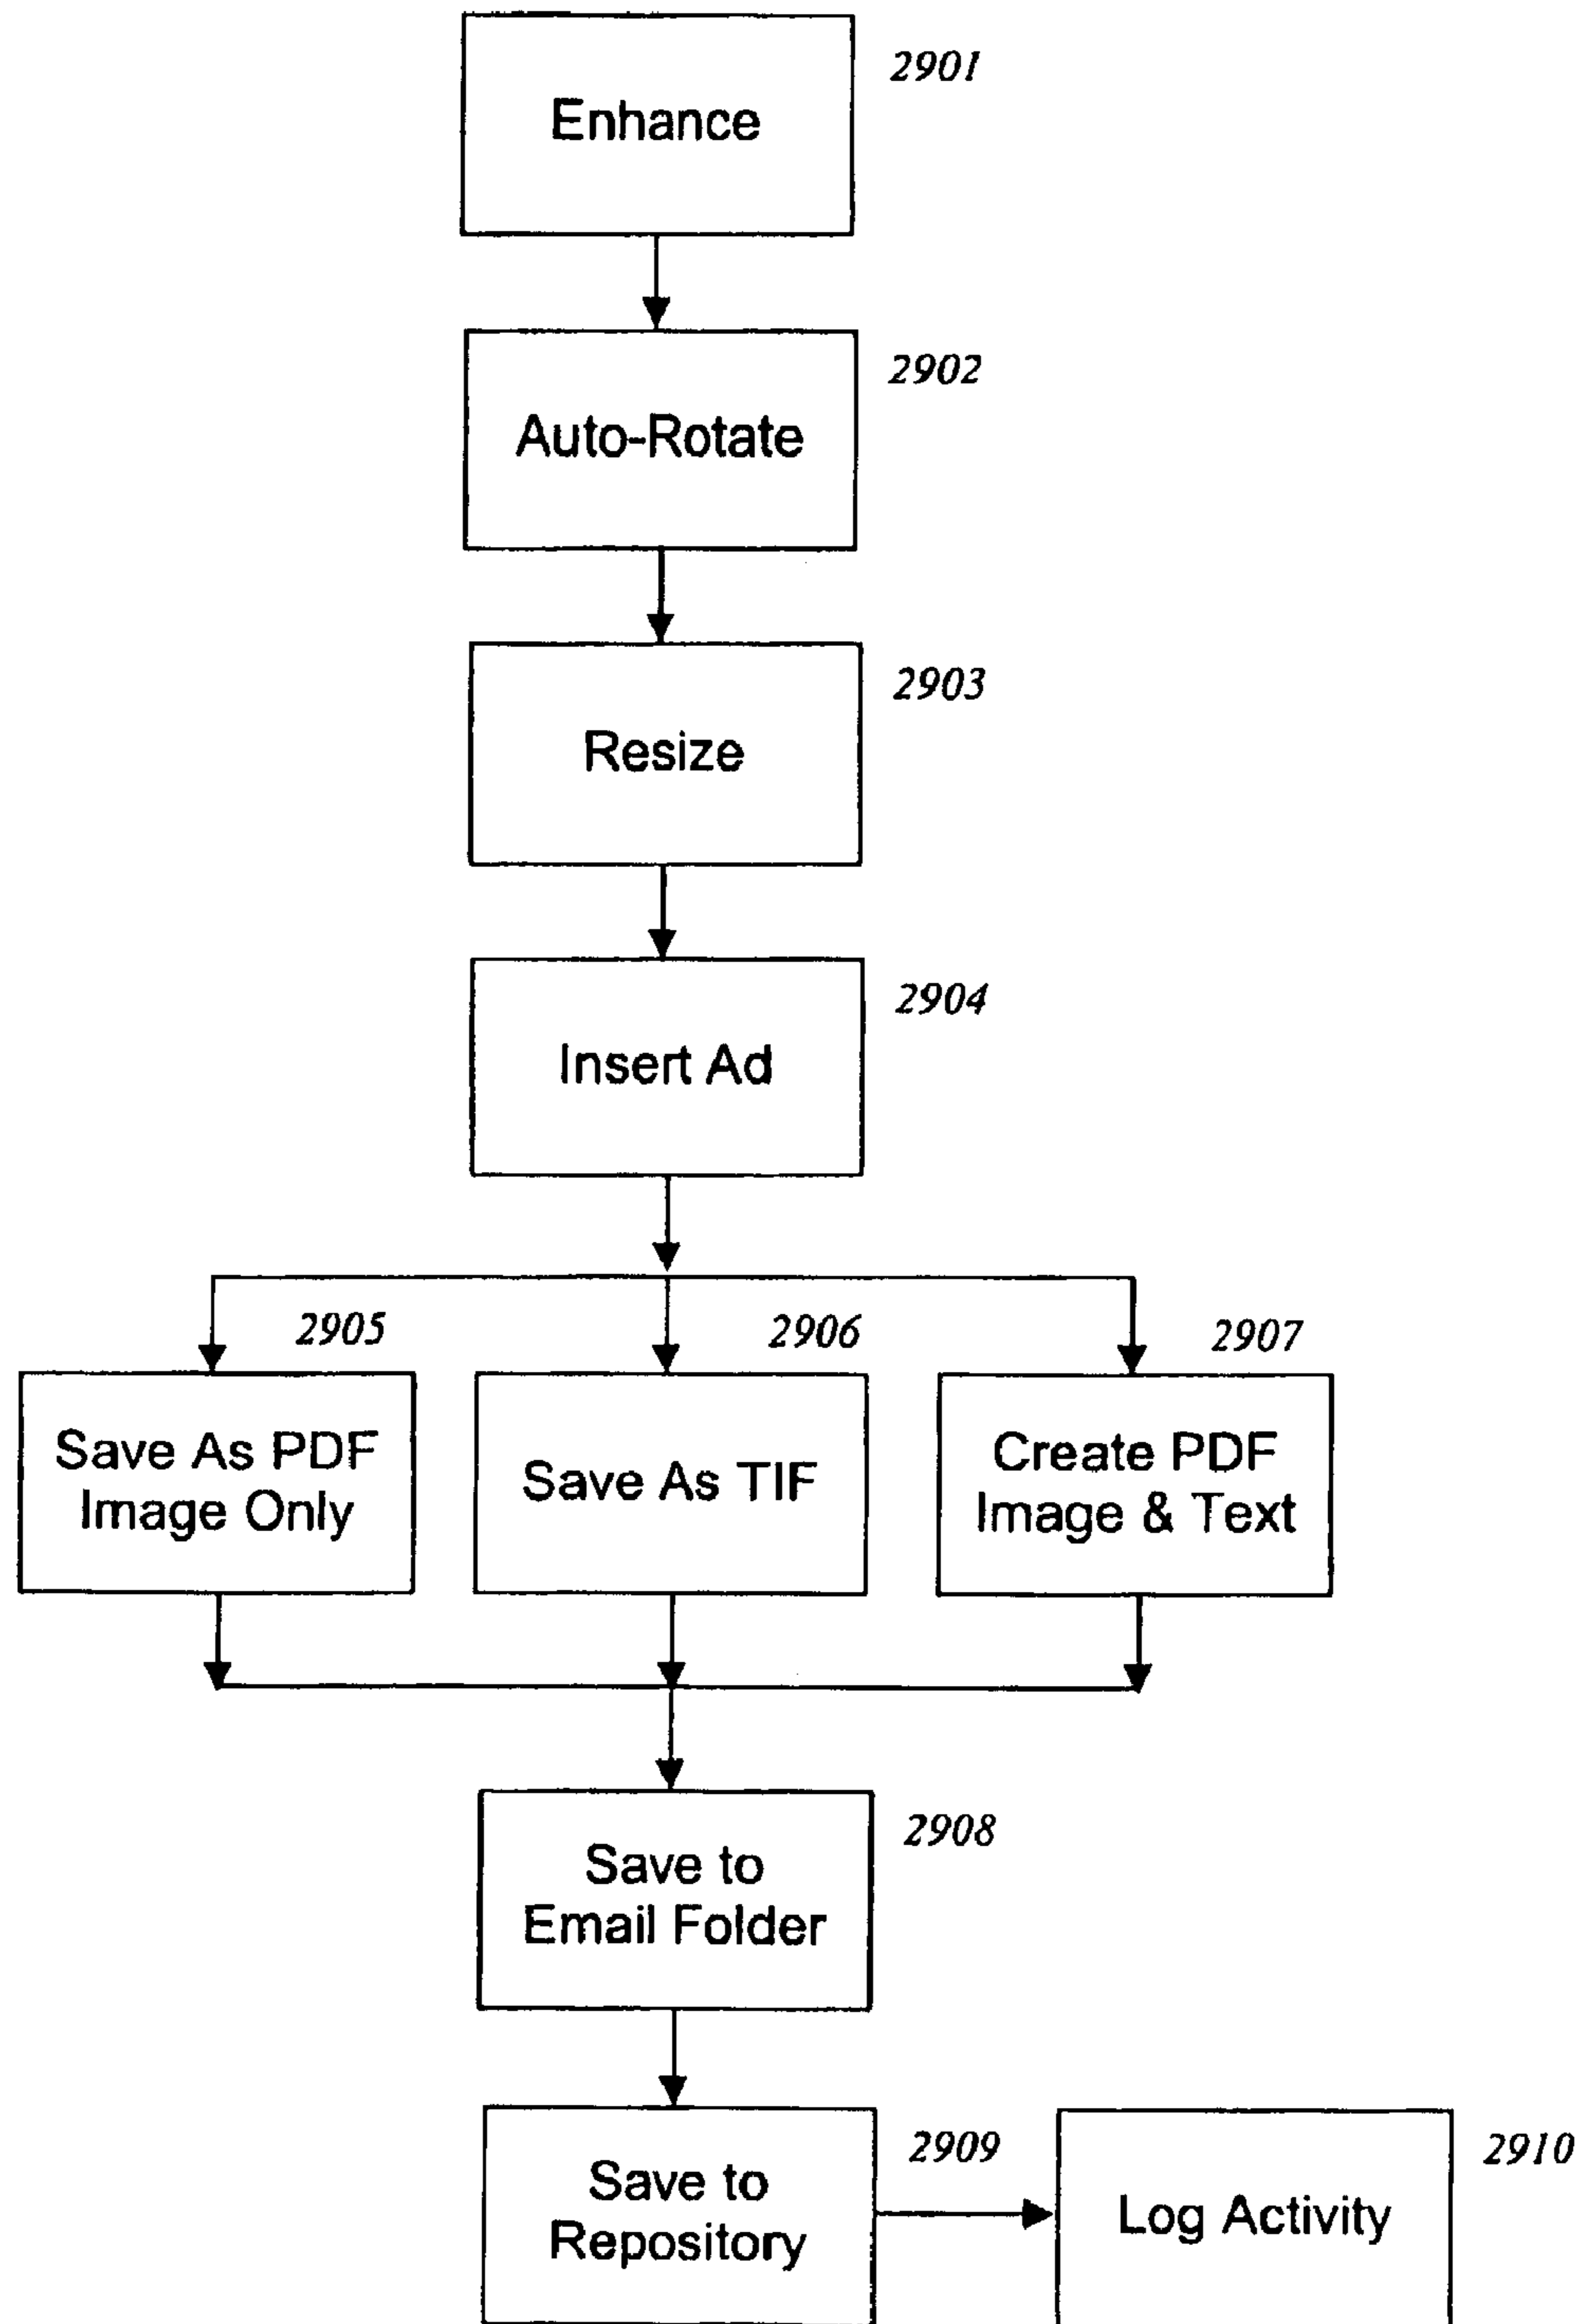 2901
Enhance
2902
Auto-Rotate
2903
Resize
2904
Insert Ad
2905
2906
2907
Save As PDF
Image Only
Save As TIF
Create PDF
Image & Text
2908
Save to
Email Folder
2909
Save to
Repository
2910
Log Activity